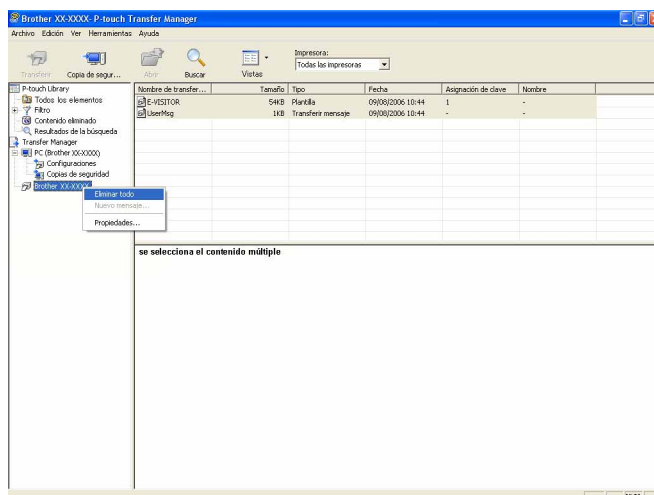 Brother XX-XXXX- P-touch Transfer Manager
Archivo Edición Ver Herramientas Ayuda
Transferir Copia de segur... Abrir Buscar Vistas
Impresora:
Todas las impresoras
P-touch Library
Todos los elementos
Filtro
Contenido eliminado
Resultados de la búsqueda
Transfer Manager
PC (Brother XX-XXXX)
Configuraciones
Copias de seguridad
Brother XX-XXXX
Eliminar todo
Nuevo mensaje...
Propiedades...
Nombre de transfer... Tamaño Tipo Fecha Asignación de clave Nombre
E-VISITOR 54KB Plantilla 09/08/2006 10:44 1 -
UserMsg 1KB Transferir mensaje 09/08/2006 10:44 - -
se selecciona el contenido múltiple